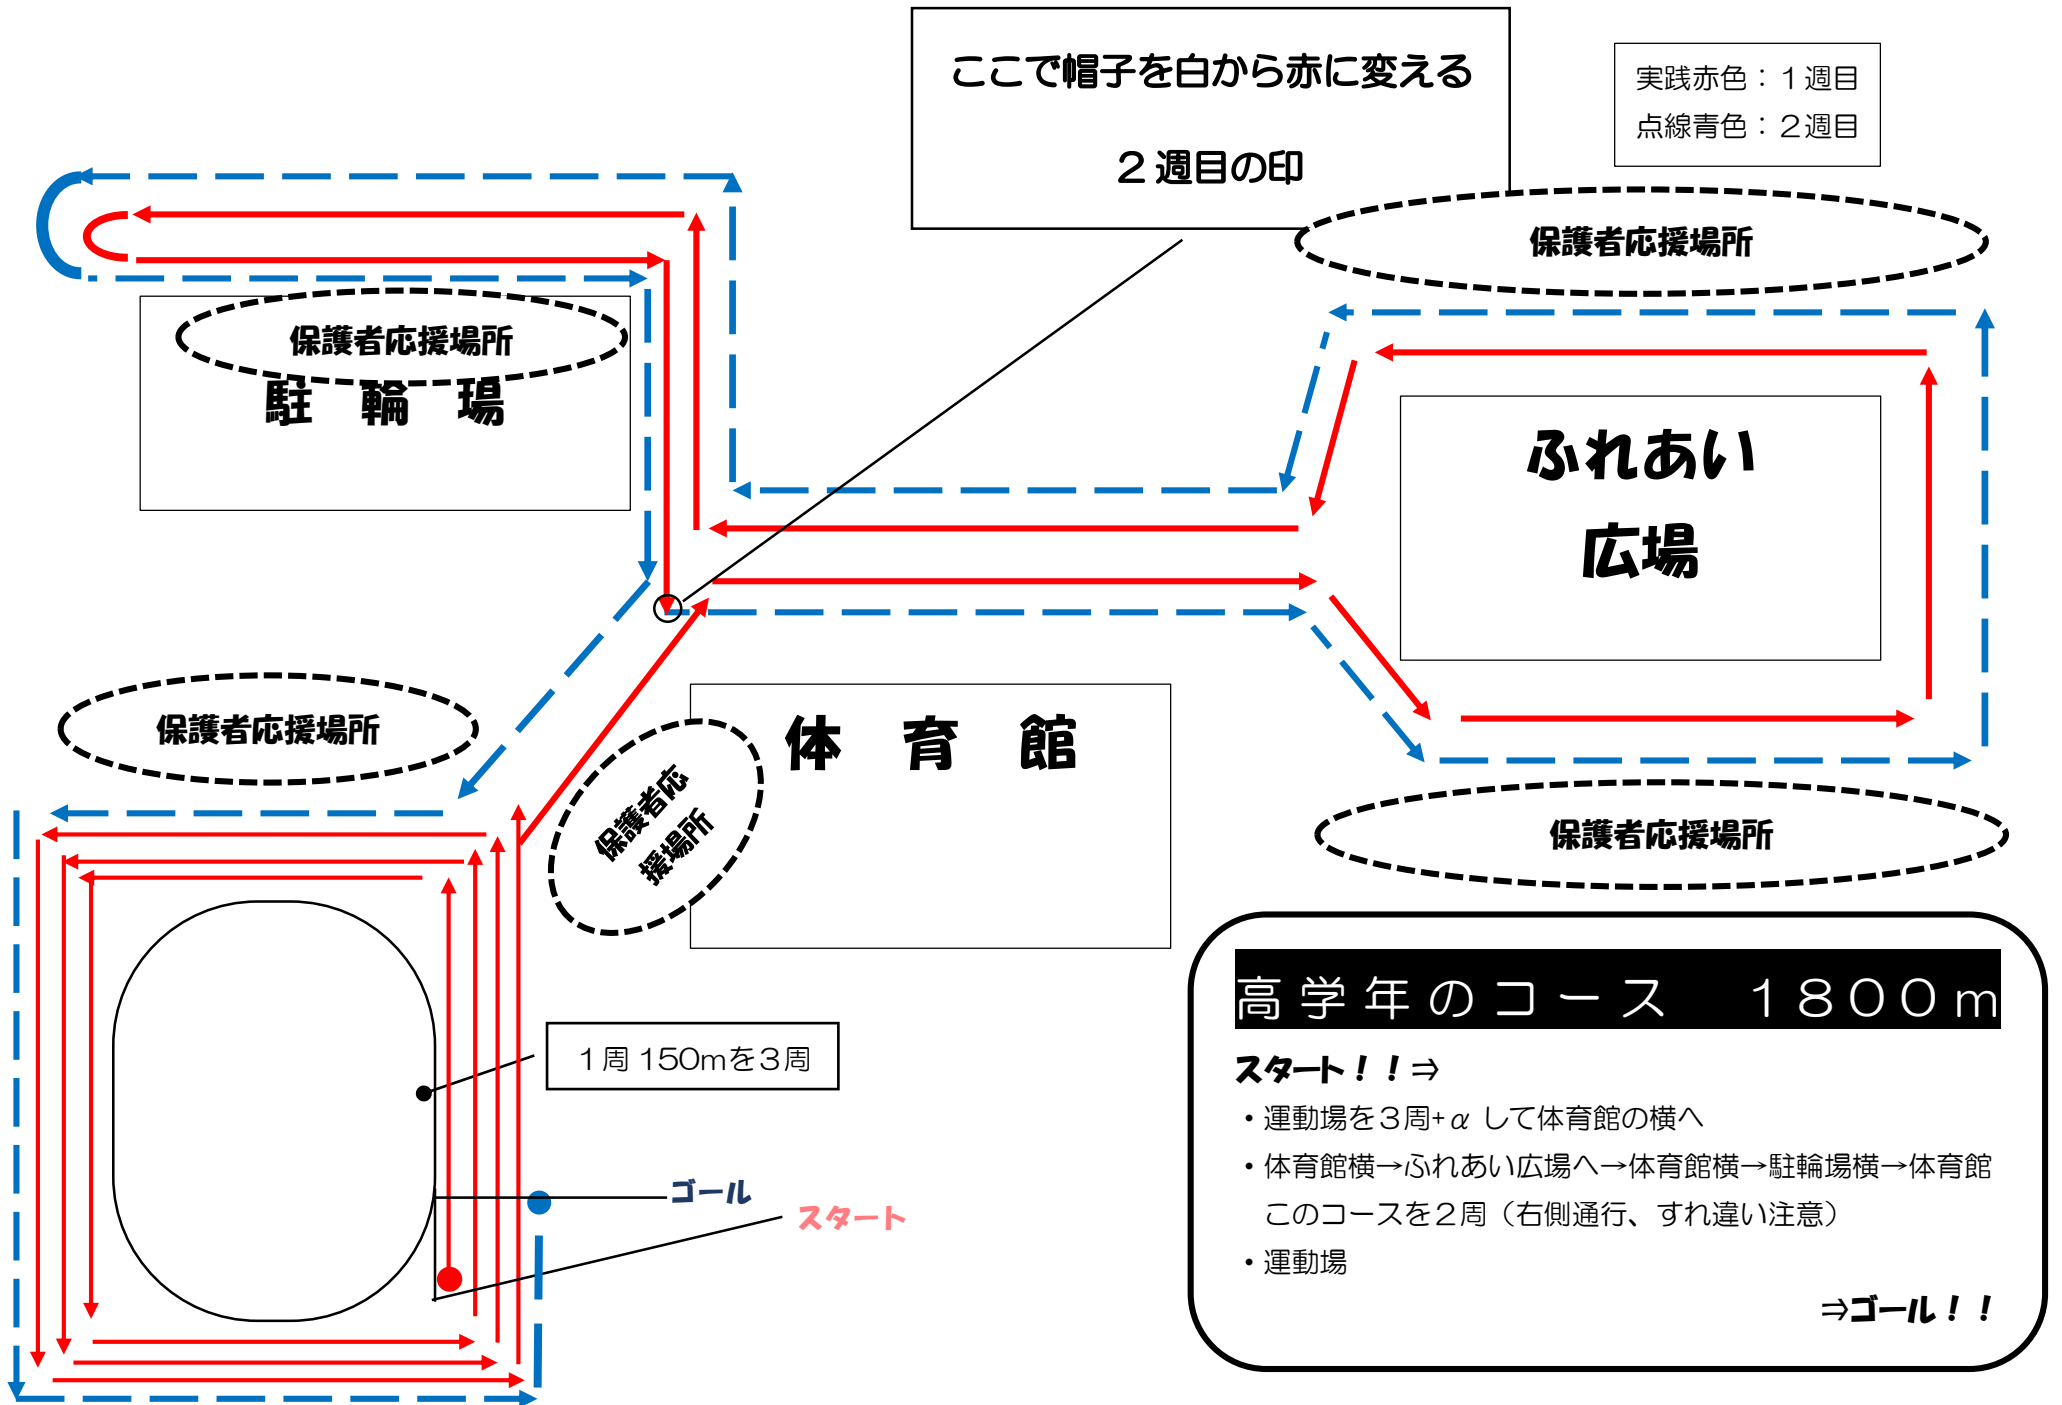 ここで帽子を白から赤に変える
２週目の印
実践赤色：１週目
点線青色：２週目
保護者応援場所
保護者応援場所
駐　輪　場
ふれあい
広場
保護者応援場所
体　育　館
保護者応
援場所
保護者応援場所
１周 150mを３周
ゴール
スタート
高学年のコース　１８００ｍ
スタート！！⇒
・運動場を３周+α して体育館の横へ
・体育館横→ふれあい広場へ→体育館横→駐輪場横→体育館
このコースを２周（右側通行、すれ違い注意）
・運動場
⇒ゴール！！